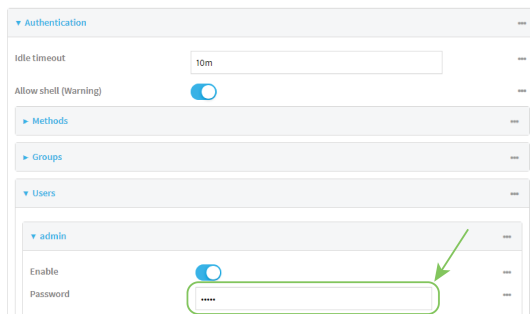 Authentication
Idle timeout
10m
Allow shell (Warning)
Methods
Groups
Users
admin
Enable
Password
•••••